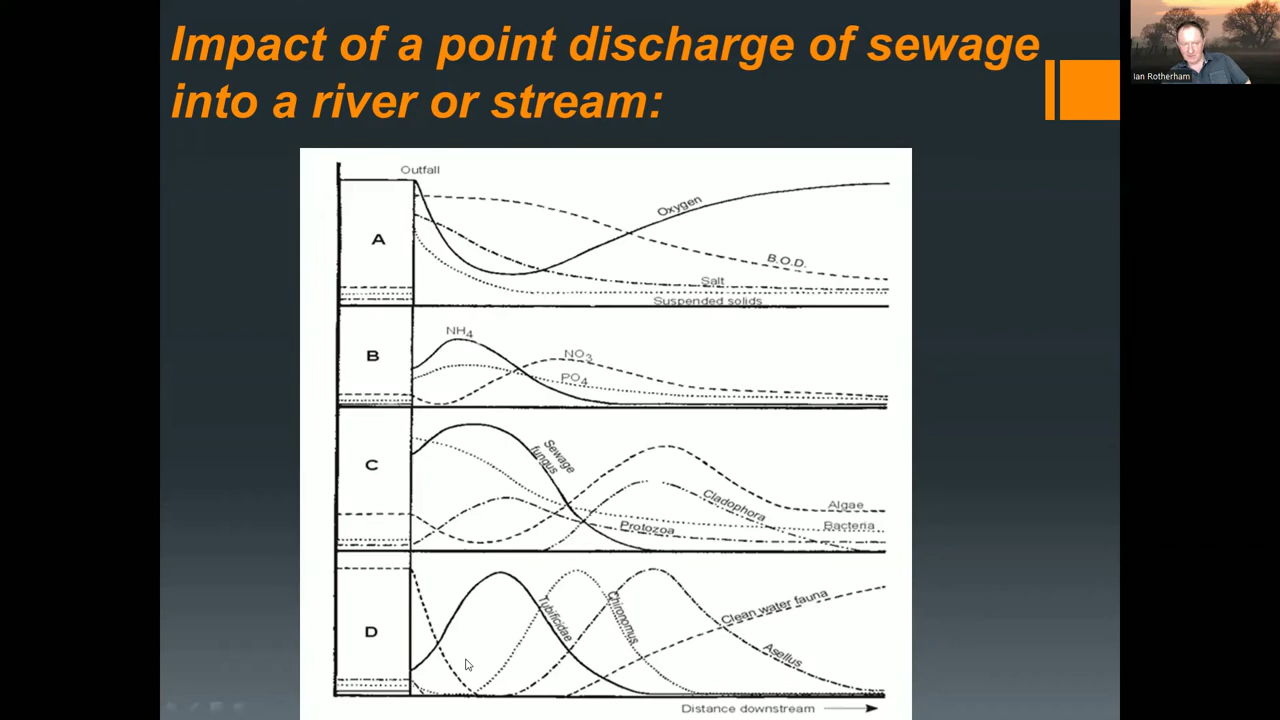 Impact of a point discharge of sewage
into a river or stream:
Ian Rotherham
Outfall
A
Oxygen
B.O.D.
Salt
Suspended solids
B
NH4
NO3
PO4
C
Sewage
fungus
Cladophora
Algae
Protozoa
Bacteria
D
Tubificidae
Chironomus
Clean water fauna
Asellus
Distance downstream